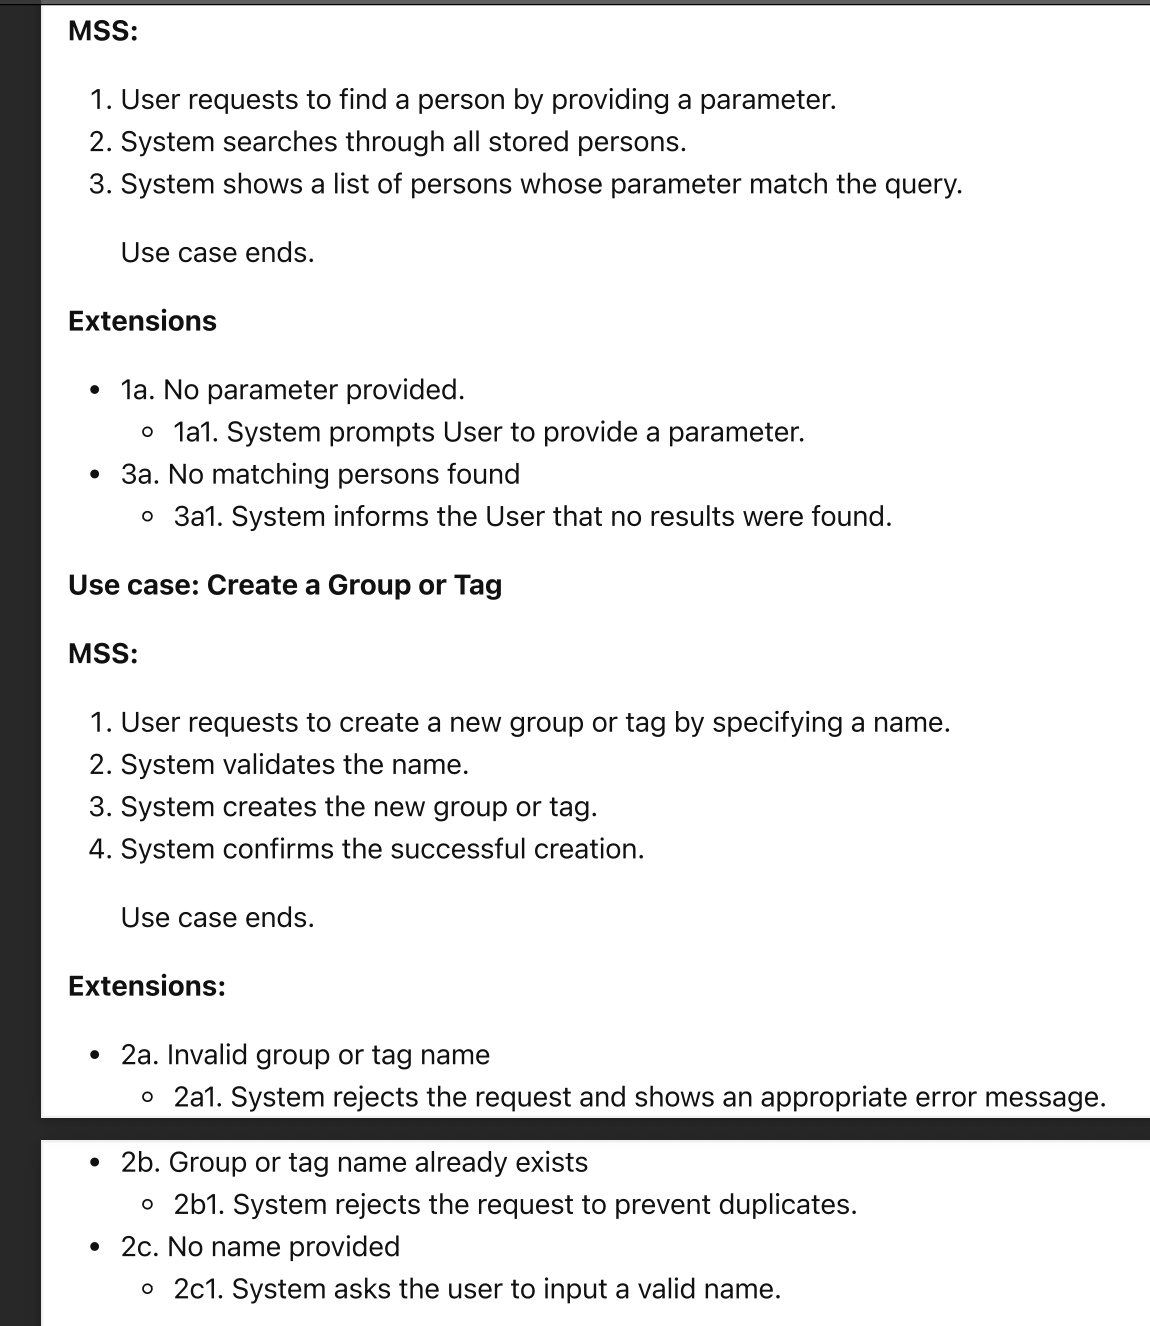 MSS:
1. User requests to find a person by providing a parameter.
2. System searches through all stored persons.
3. System shows a list of persons whose parameter match the query.
Use case ends.
Extensions
• 1a. No parameter provided.
◦ 1a1. System prompts User to provide a parameter.
• 3a. No matching persons found
◦ 3a1. System informs the User that no results were found.
Use case: Create a Group or Tag
MSS:
1. User requests to create a new group or tag by specifying a name.
2. System validates the name.
3. System creates the new group or tag.
4. System confirms the successful creation.
Use case ends.
Extensions:
• 2a. Invalid group or tag name
◦ 2a1. System rejects the request and shows an appropriate error message.
• 2b. Group or tag name already exists
◦ 2b1. System rejects the request to prevent duplicates.
• 2c. No name provided
◦ 2c1. System asks the user to input a valid name.